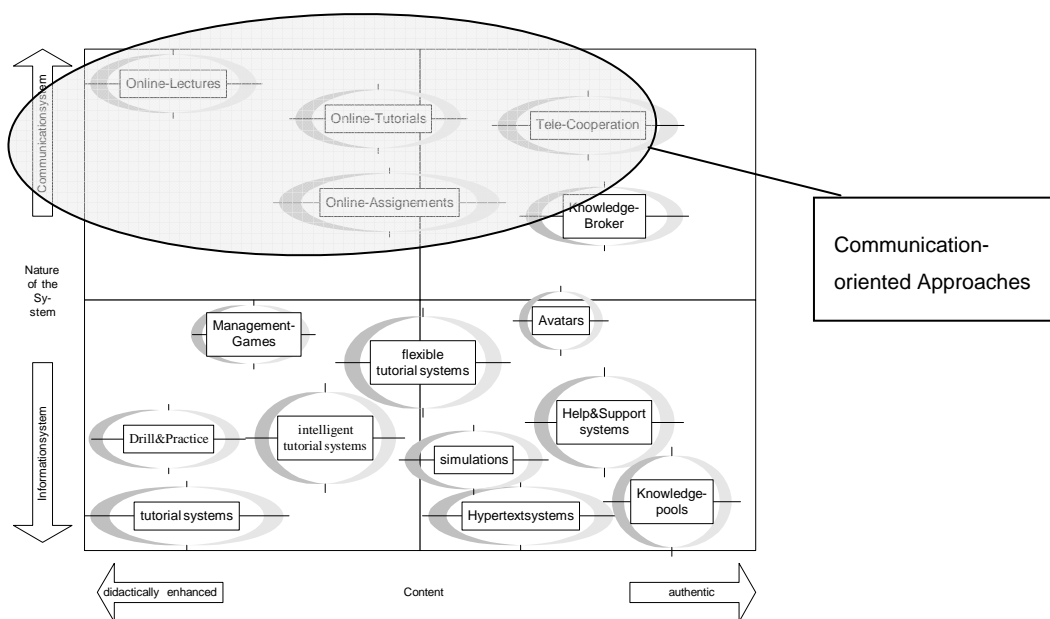 Online-Lectures
Online-Tutorials
Tele-Cooperation
Communicationsystem
Online-Assignements
Knowledge-
Broker
Communication-
oriented Approaches
Nature
of the
Sy-
stem
Management-
Games
Avatars
flexible
tutorial systems
Informationsystem
Drill&Practice
intelligent
tutorial systems
Help&Support
systems
simulations
Knowledge-
pools
tutorial systems
Hypertextsystems
didactically enhanced
Content
authentic